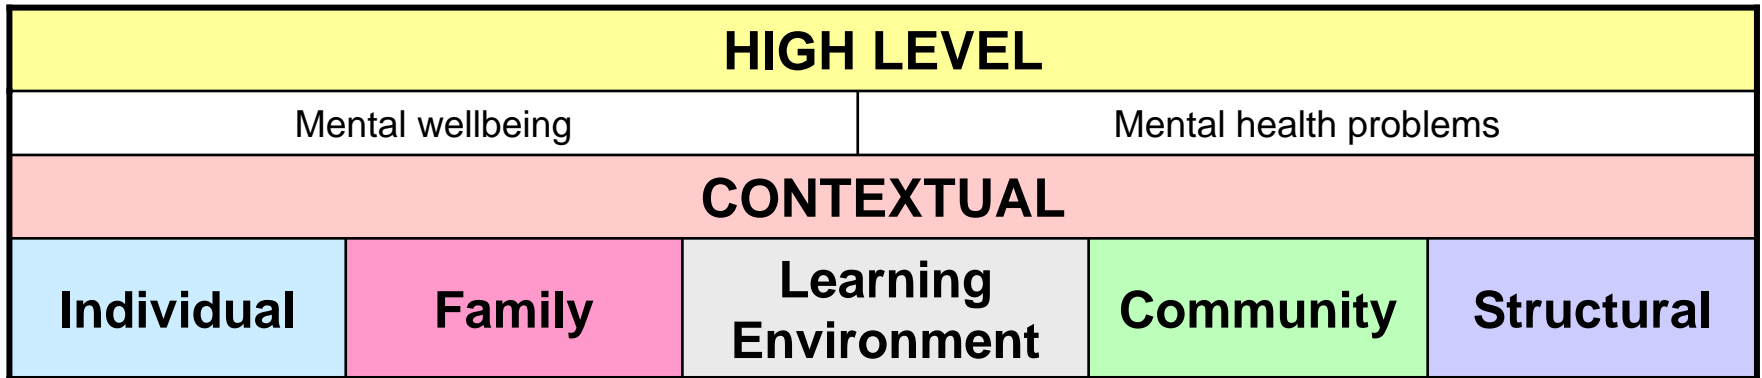 HIGH LEVEL
Mental wellbeing
Mental health problems
CONTEXTUAL
Individual
Family
Learning
Environment
Community
Structural